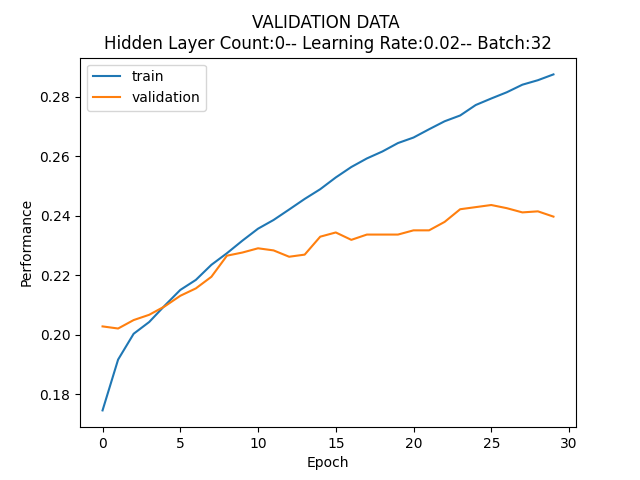 VALIDATION DATA
Hidden Layer Count:0-- Learning Rate:0.02-- Batch:32
train
validation
0.28
0.26
0.24
0.22
0.20
0.18
Performance
0 5 10 15 20 25 30
Epoch